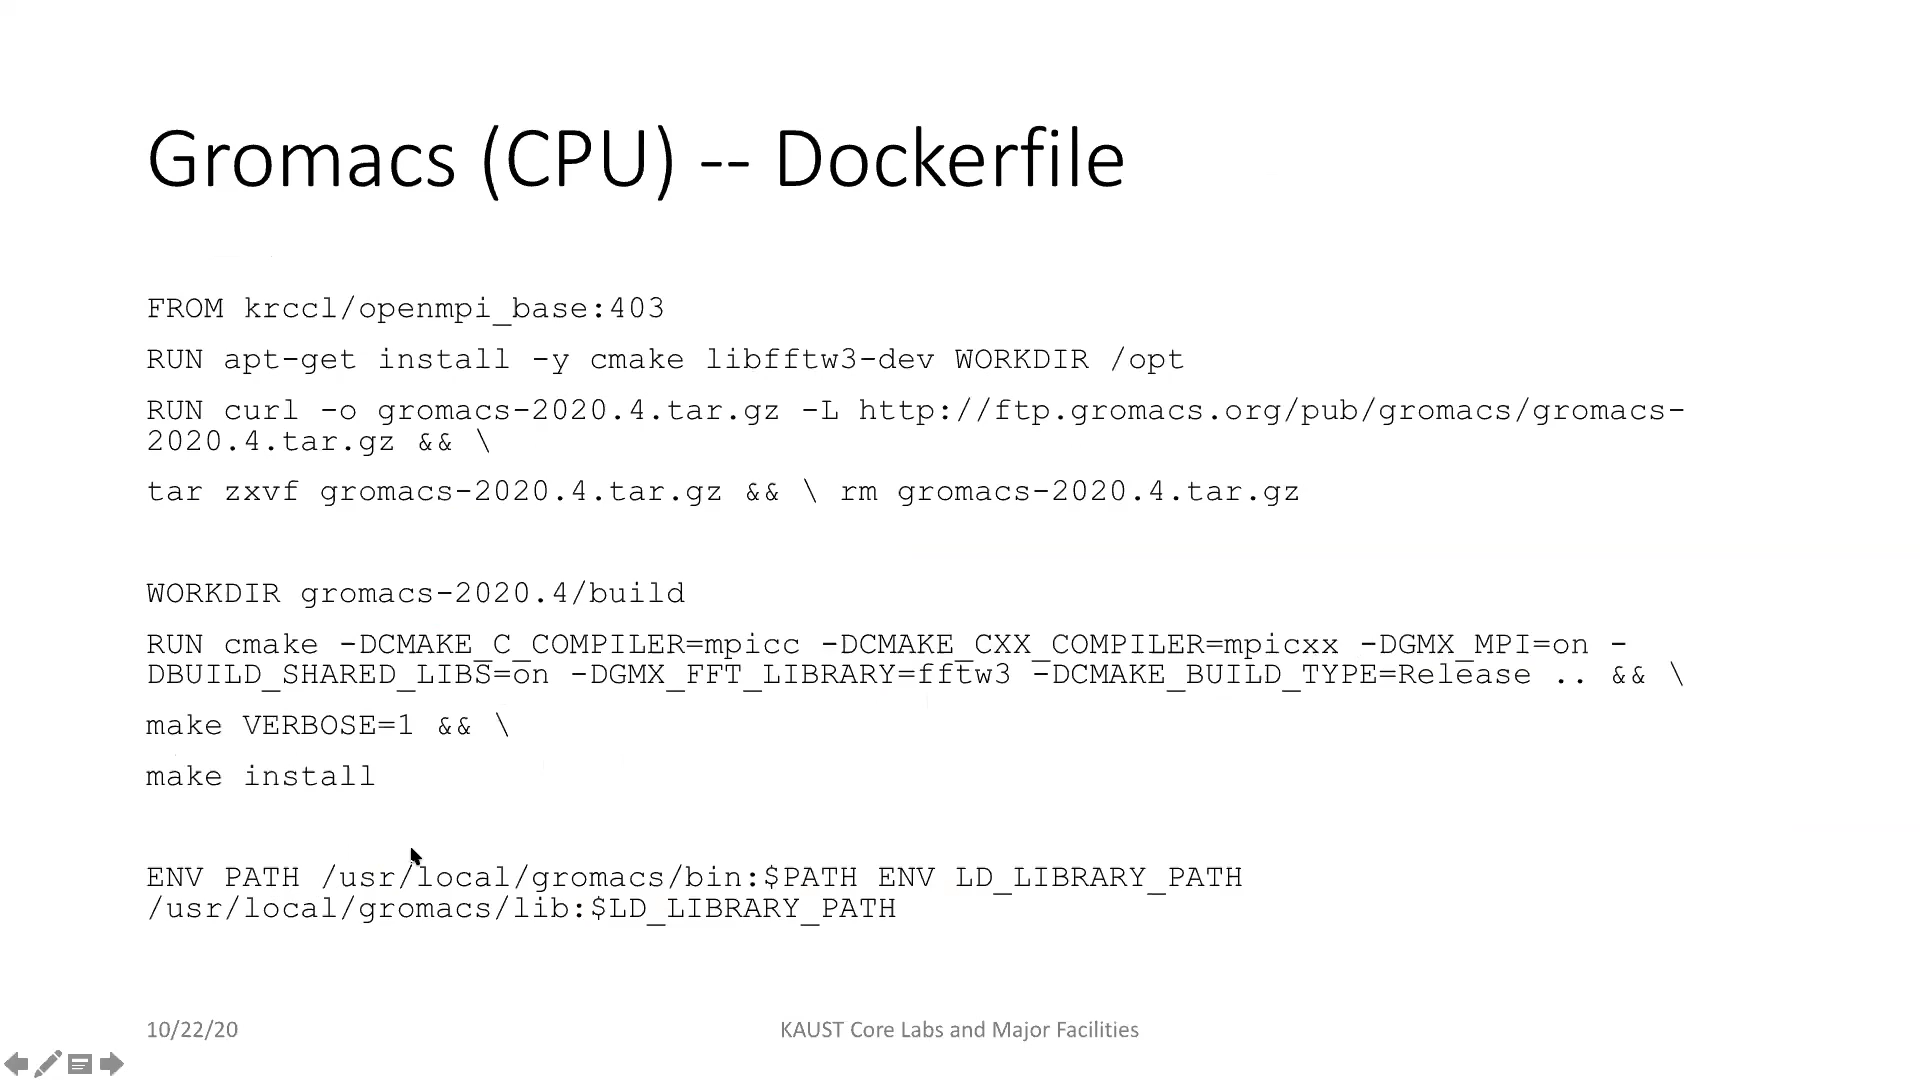 Gromacs (CPU) -- Dockerfile
FROM krccl/openmpi_base:403
RUN apt-get install -y cmake libfftw3-dev WORKDIR /opt
RUN curl -o gromacs-2020.4.tar.gz -L http://ftp.gromacs.org/pub/gromacs/gromacs-
2020.4.tar.gz && \
tar zxvf gromacs-2020.4.tar.gz && \ rm gromacs-2020.4.tar.gz
WORKDIR gromacs-2020.4/build
RUN cmake -DCMAKE_C_COMPILER=mpicc -DCMAKE_CXX_COMPILER=mpicxx -DGMX_MPI=on -
DBUILD_SHARED_LIBS=on -DGMX_FFT_LIBRARY=fftw3 -DCMAKE_BUILD_TYPE=Release .. && \
make VERBOSE=1 && \
make install
ENV PATH /usr/local/gromacs/bin:$PATH ENV LD_LIBRARY_PATH
/usr/local/gromacs/lib:$LD_LIBRARY_PATH
10/22/20
KAUST Core Labs and Major Facilities